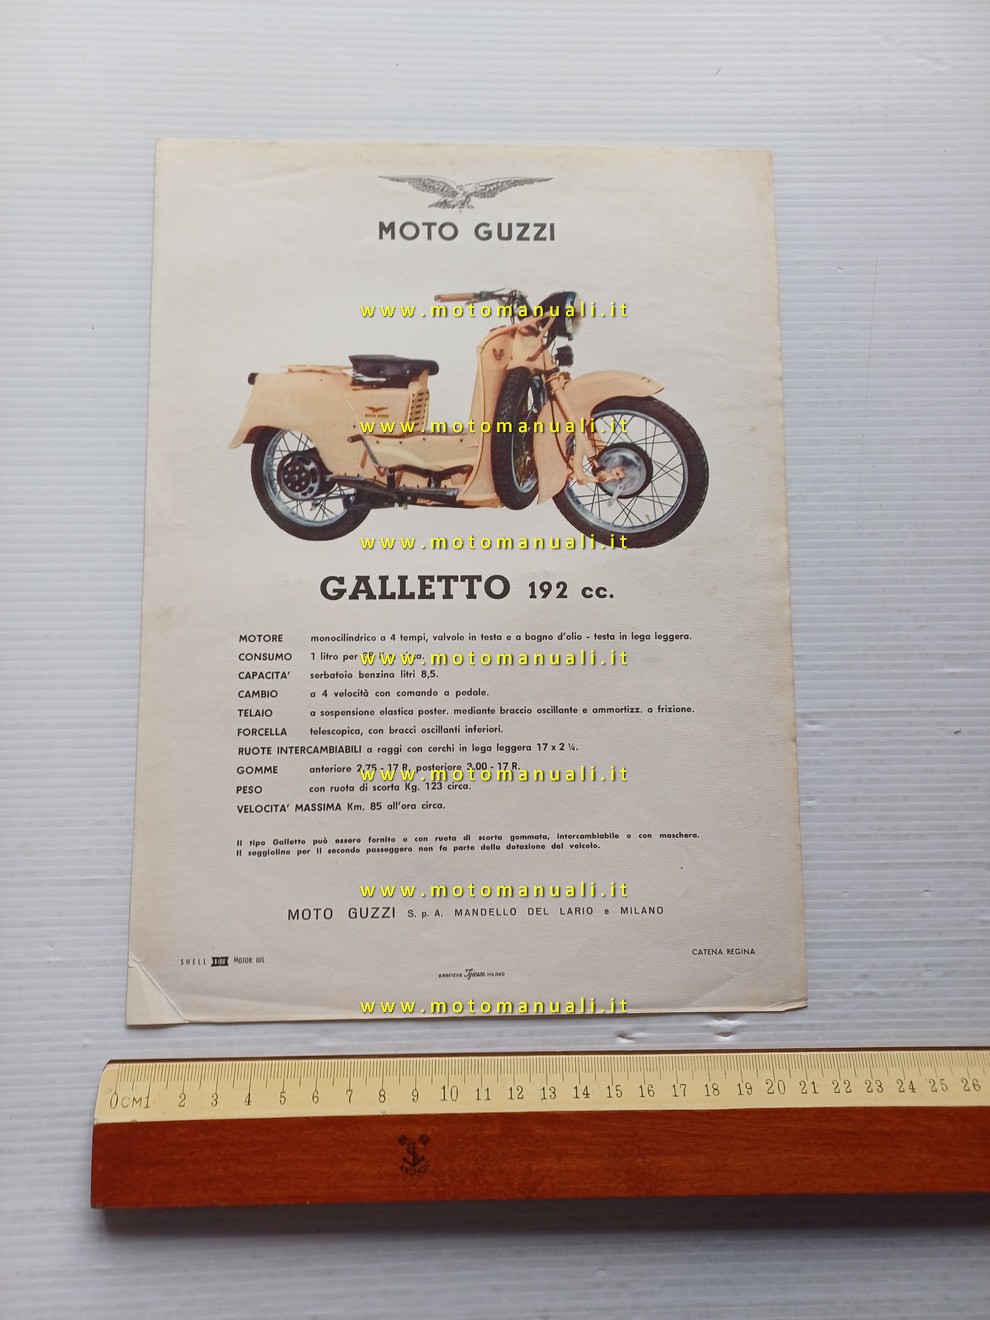 MOTO GUZZI
www.motomanuali.it
MOTO GUZZI
www.motomanuali.it
www.motomanuali.it
GALLETTO 192 cc.
MOTORE monocilindrico a 4 tempi, valvole in testa e a bagno d'olio - testa in lega leggera.
CONSUMO 1 litro per
www.motomanuali.it
CAPACITA' serbatoio benzina litri 8,5.
CAMBIO a 4 velocità con comando a pedale.
TELAIO a sospensione elastica poster. mediante braccio oscillante e ammortizz. a frizione.
FORCELLA telescopica, con bracci oscillanti inferiori.
RUOTE INTERCAMBIABILI a raggi con cerchi in lega leggera 17 x 2 ¼.
GOMME anteriore 2,75 - 17 R, posteriore 3,00 - 17 R.
www.motomanuali.it
PESO con ruota di scorta Kg. 123 circa.
VELOCITA' MASSIMA Km. 85 all'ora circa.
Il tipo Galletto può essere fornito o con ruota di scorta gommata, intercambiabile o con maschera.
Il seggiolino per il secondo passeggero non fa parte della dotazione del veicolo.
www.motomanuali.it
MOTO GUZZI S. p. A. MANDELLO DEL LARIO e MILANO
SHELL X-100 MOTOR OIL
CATENA REGINA
GRAFICHE MILANO
www.motomanuali.it
0CM1 2 3 4 5 6 7 8 9 10 11 12 13 14 15 16 17 18 19 20 21 22 23 24 25 26
ANCHOR